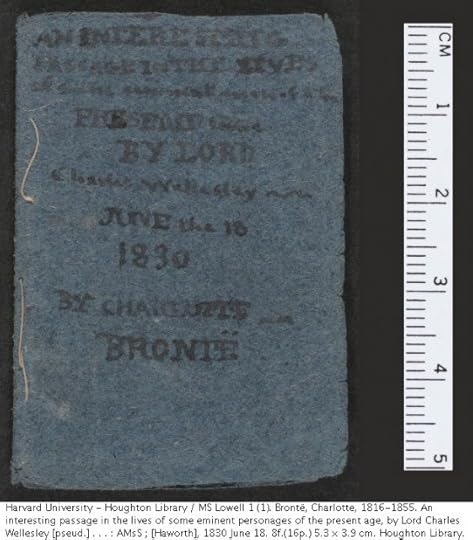 AN INTERESTING
PASSAGE IN THE LIVES
of some eminent
PRESENT
BY LORD
Charles Wellesley
JUNE the 18
1830
BY CHARLOTTE
BRONTË
CM
1
2
3
4
5
Harvard University - Houghton Library / MS Lowell 1 (1). Brontë, Charlotte, 1816-1855. An
interesting passage in the lives of some eminent personages of the present age, by Lord Charles
Wellesley [pseud.] . . . : AMsS ; [Haworth], 1830 June 18. 8f.(16p.) 5.3 x 3.9 cm. Houghton Library.